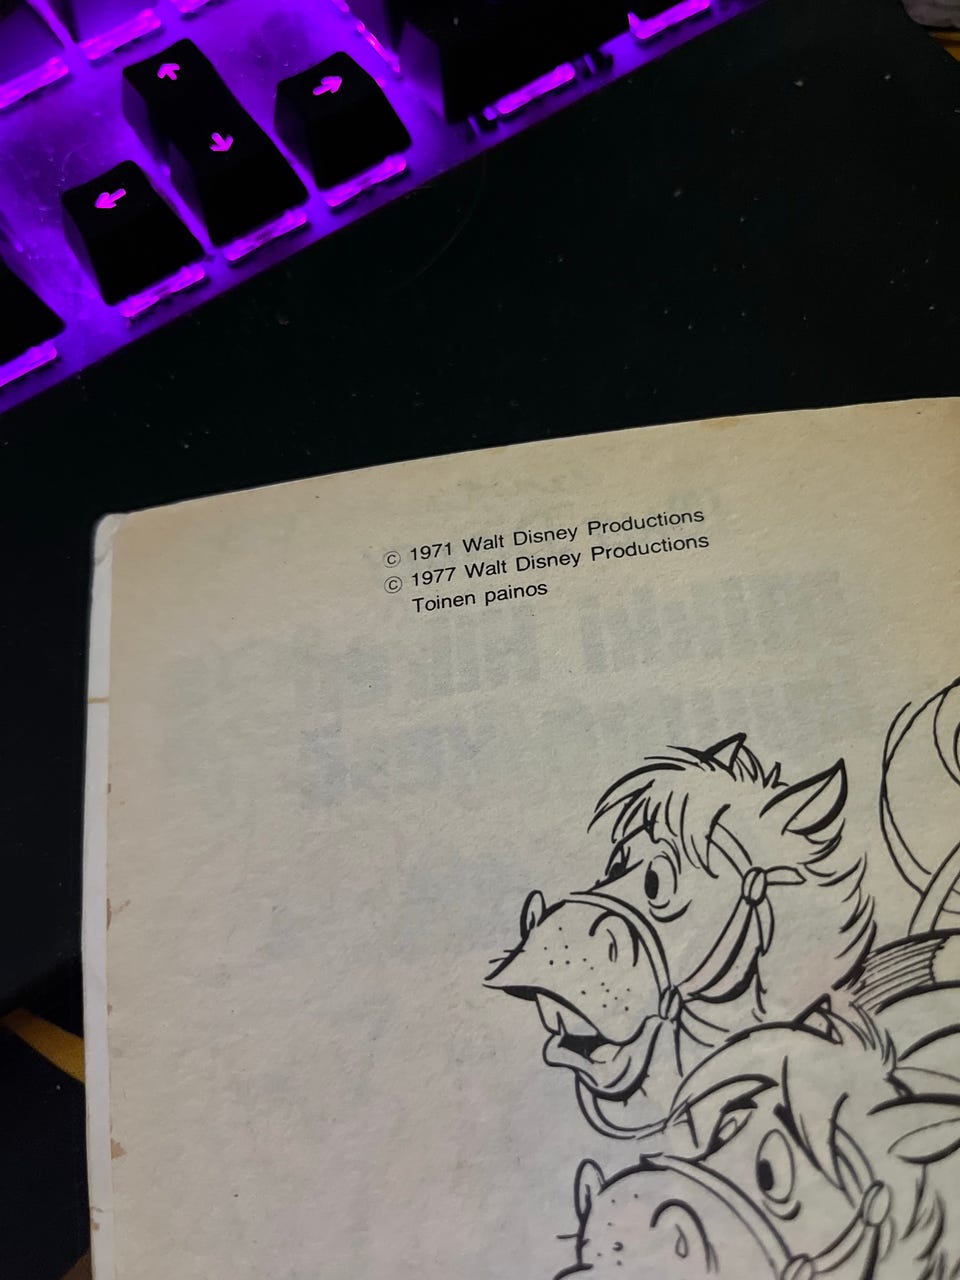 © 1971 Walt Disney Productions
© 1977 Walt Disney Productions
Toinen painos